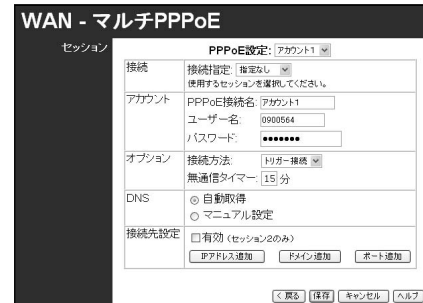 WAN - マルチPPPoE
セッション
PPPoE設定: アカウント1
接続
接続指定: 指定なし
使用するセッションを選択してください。
アカウント
PPPoE接続名: アカウント1
ユーザー名: 0900564
パスワード: ●●●●●●●
オプション
接続方法: トリガー接続
無通信タイマー: 15 分
DNS
自動取得
マニュアル設定
接続先設定
有効 (セッション2のみ)
IPアドレス追加 ドメイン追加 ポート追加
< 戻る 保存 キャンセル ヘルプ